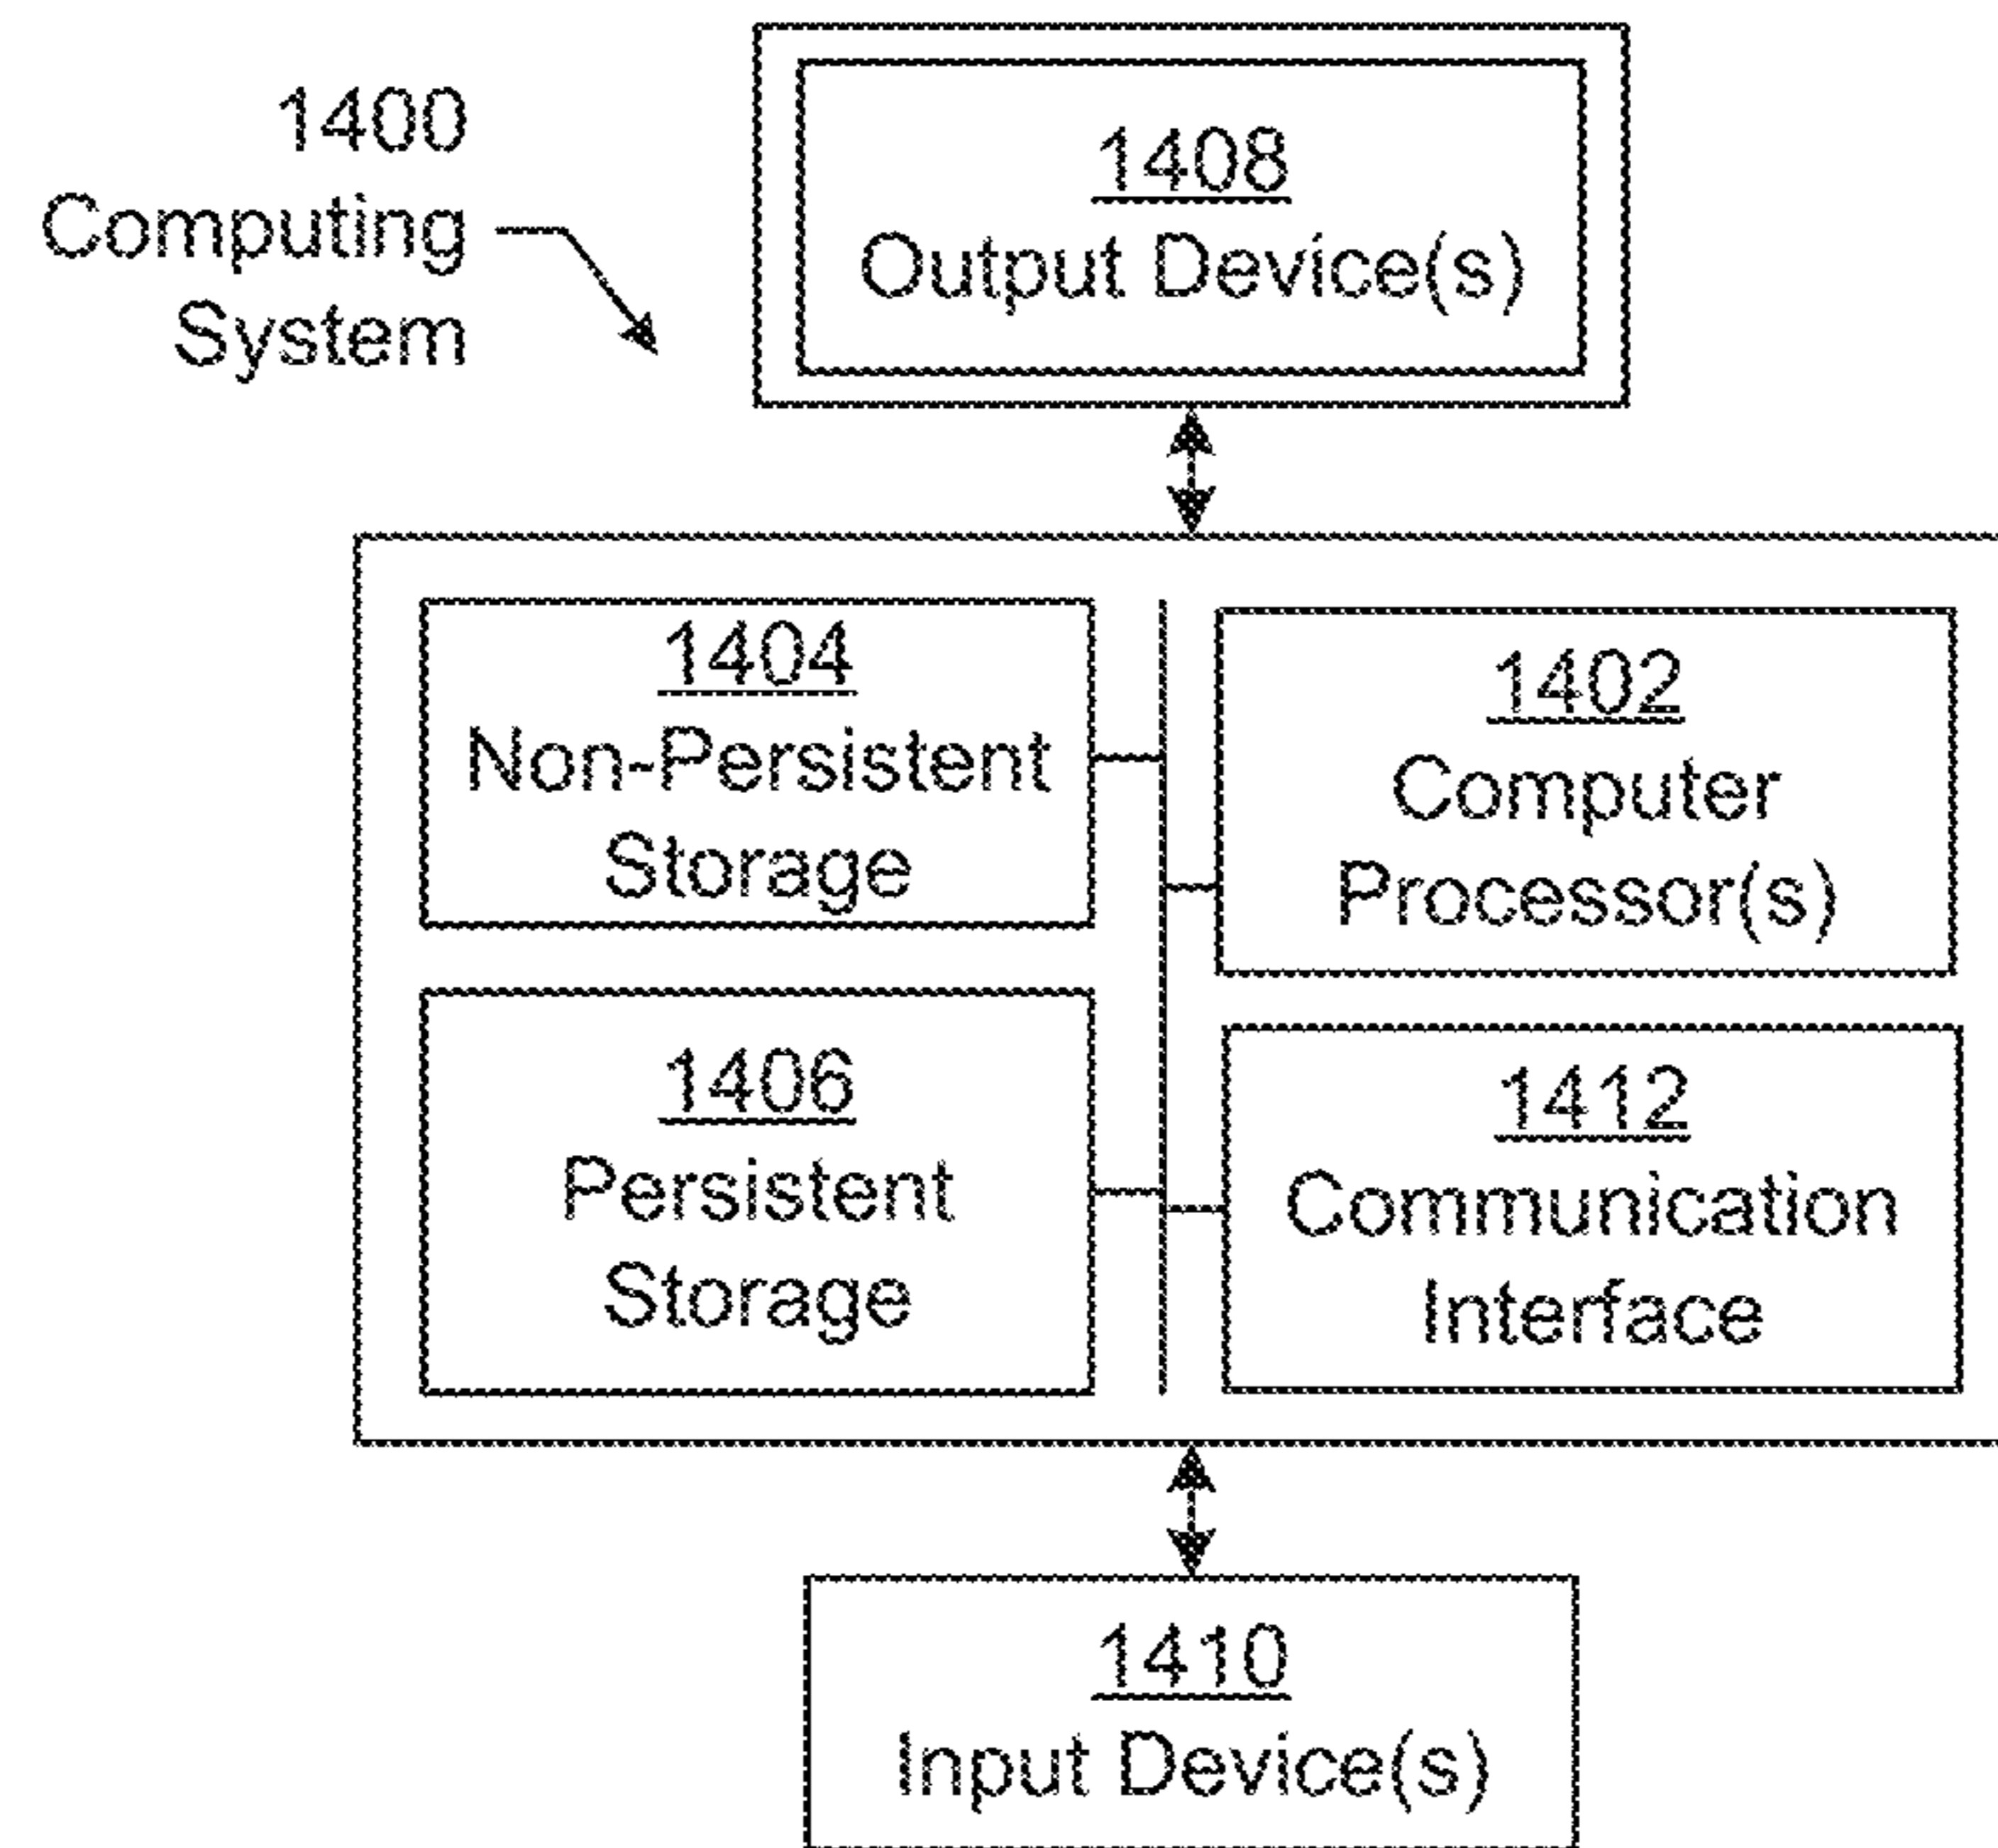 1400
Computing
System
1408
Output Device(s)
1404
Non-Persistent
Storage
1402
Computer
Processor(s)
1406
Persistent
Storage
1412
Communication
Interface
1410
Input Device(s)